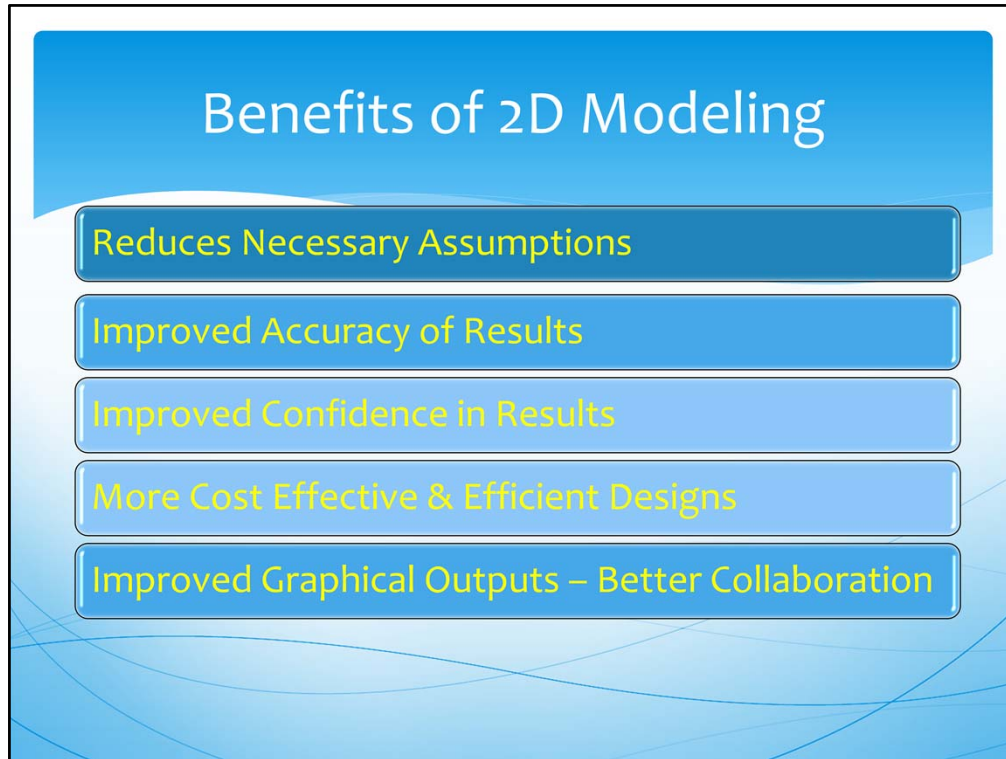 Benefits of 2D Modeling
Reduces Necessary Assumptions
Improved Accuracy of Results
Improved Confidence in Results
More Cost Effective & Efficient Designs
Improved Graphical Outputs – Better Collaboration